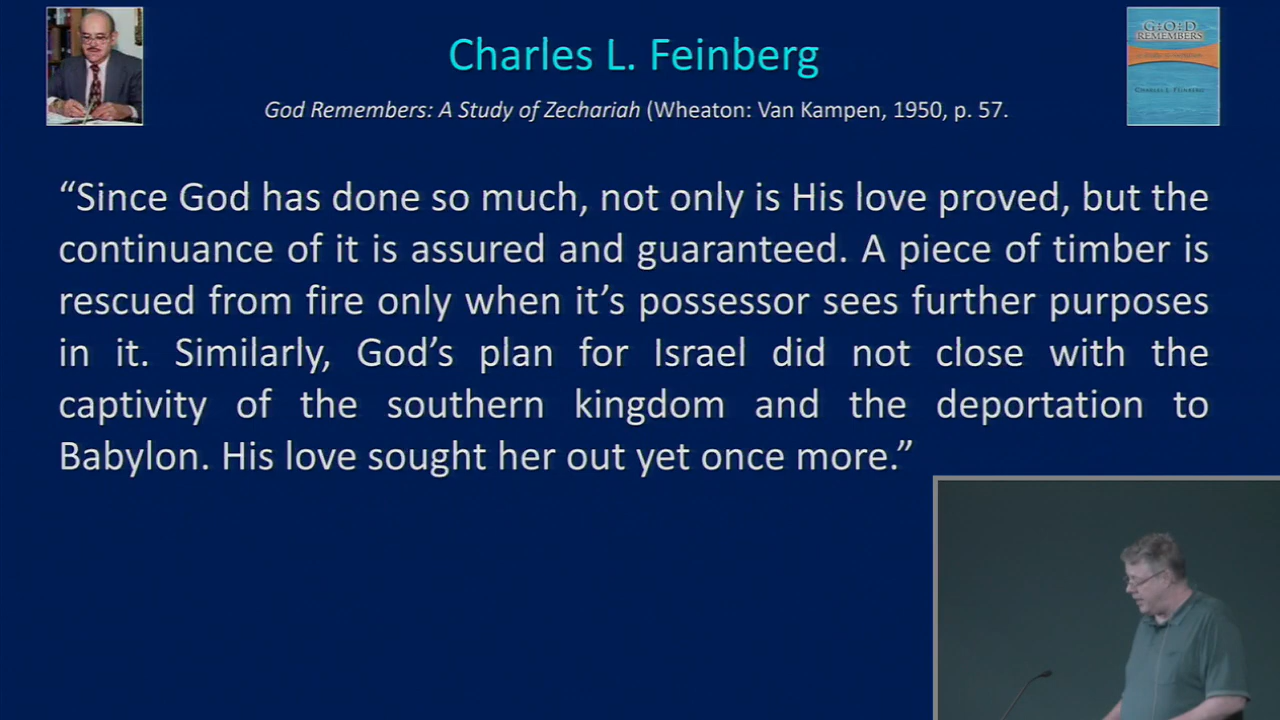 Charles L. Feinberg
God Remembers: A Study of Zechariah (Wheaton: Van Kampen, 1950, p. 57.
G·O·D
REMEMBERS
CHARLES L. FEINBERG
“Since God has done so much, not only is His love proved, but the
continuance of it is assured and guaranteed. A piece of timber is
rescued from fire only when it’s possessor sees further purposes
in it. Similarly, God’s plan for Israel did not close with the
captivity of the southern kingdom and the deportation to
Babylon. His love sought her out yet once more.”